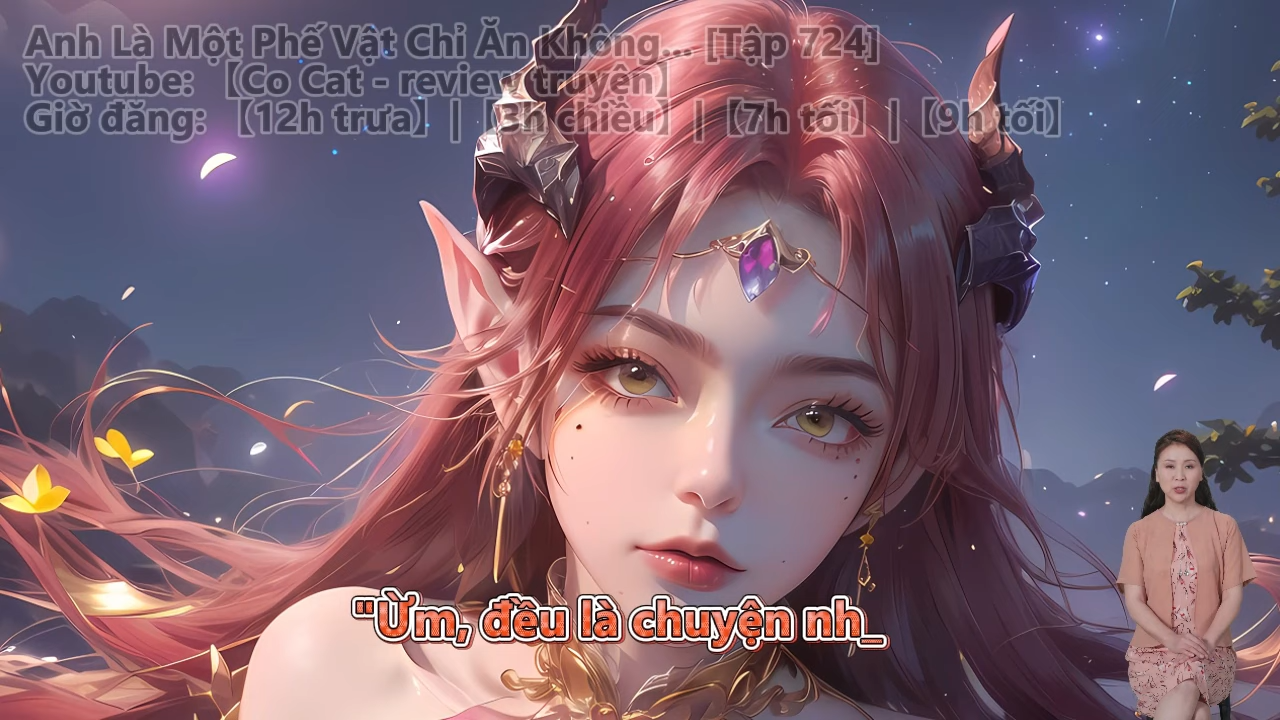 Anh Là Một Phế Vật Chỉ Ăn Không... [Tập 724]
Youtube: 【Co Cat - review truyện】
Giờ đăng: 【12h trưa】 | 【3h chiều】 | 【7h tối】 | 【9h tối】
"Ừm, đều là chuyện nh_